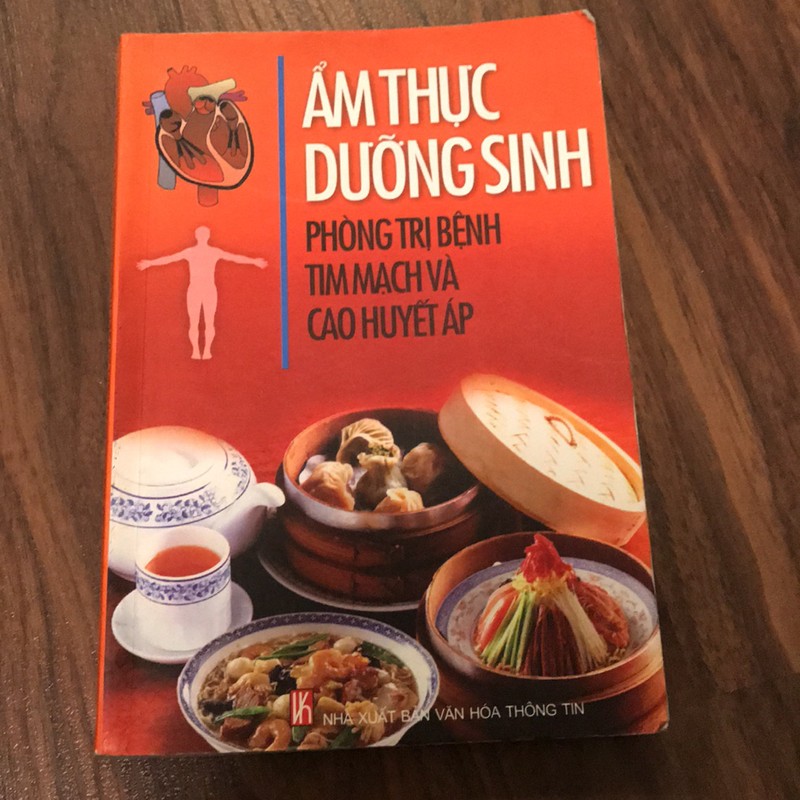 ẨM THỰC
DƯỠNG SINH
PHÒNG TRỊ BỆNH
TIM MẠCH VÀ
CAO HUYẾT ÁP
NHÀ XUẤT BẢN VĂN HÓA THÔNG TIN